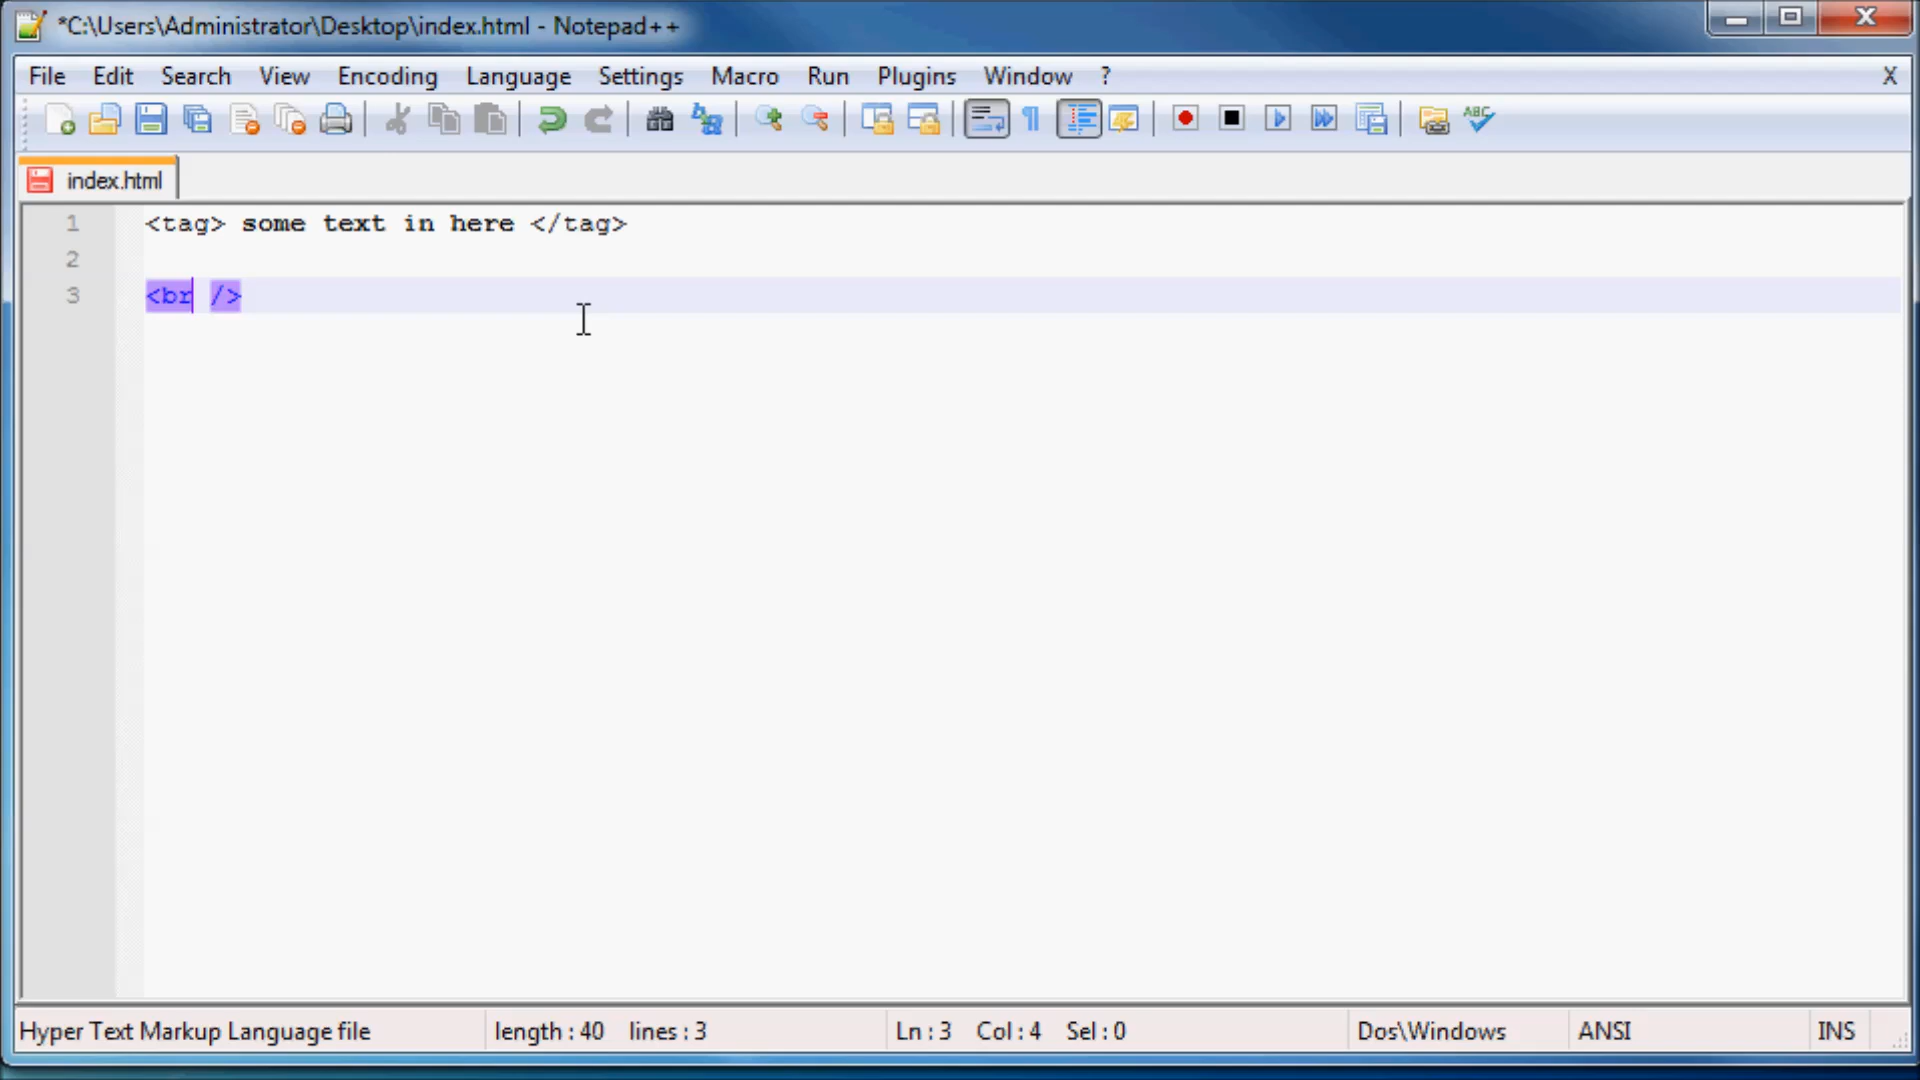 *C:\Users\Administrator\Desktop\index.html - Notepad++
File Edit Search View Encoding Language Settings Macro Run Plugins Window ? X
ABC
index.html
1 <tag> some text in here </tag>
2
3 <br />
Hyper Text Markup Language file length : 40 lines : 3 Ln : 3 Col : 4 Sel : 0 Dos\Windows ANSI INS